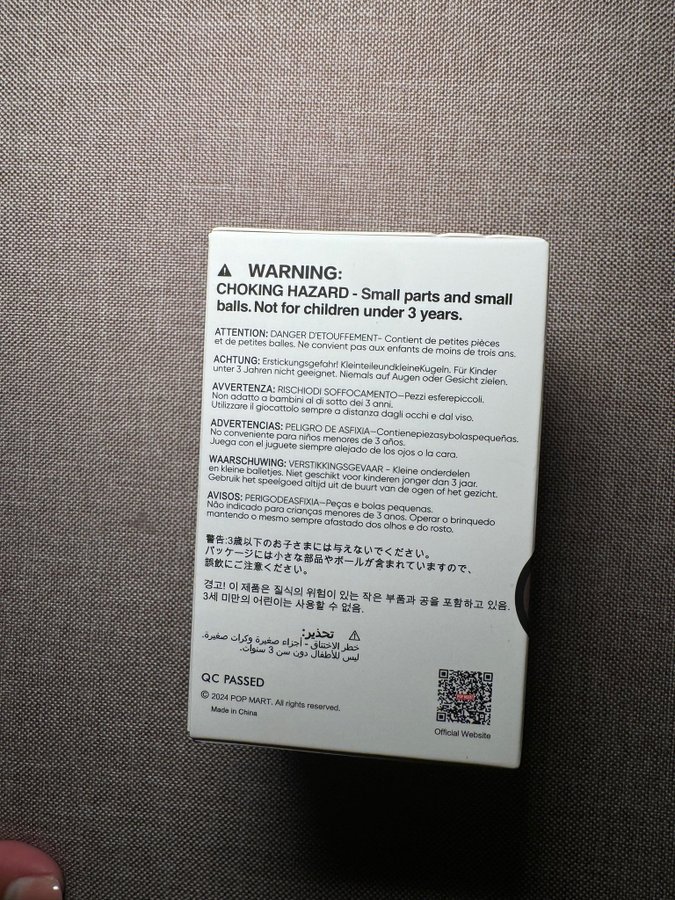 ⚠ WARNING:
CHOKING HAZARD - Small parts and small
balls. Not for children under 3 years.
ATTENTION: DANGER D'ETOUFFEMENT- Contient de petites pièces
et de petites balles. Ne convient pas aux enfants de moins de trois ans.
ACHTUNG: Erstickungsgefahr! KleinteileundkleineKugeln. Für Kinder
unter 3 Jahren nicht geeignet. Niemals auf Augen oder Gesicht zielen.
AVVERTENZA: RISCHIODI SOFFOCAMENTO—Pezzi esferepiccoli.
Non adatto a bambini al di sotto dei 3 anni.
Utilizzare il giocattolo sempre a distanza dagli occhi e dal viso.
ADVERTENCIAS: PELIGRO DE ASFIXIA—Contienepiezasybolaspequeñas.
No conveniente para niños menores de 3 años.
Juega con el juguete siempre alejado de los ojos o la cara.
WAARSCHUWING: VERSTIKKINGSGEVAAR - Kleine onderdelen
en kleine balletjes. Niet geschikt voor kinderen jonger dan 3 jaar.
Gebruik het speelgoed altijd uit de buurt van de ogen of het gezicht.
AVISOS: PERIGODEASFIXIA—Peças e bolas pequenas.
Não indicado para crianças menores de 3 anos. Operar o brinquedo
mantendo o mesmo sempre afastado dos olhos e do rosto.
警告:3歳以下のお子さまには与えないでください。
パッケージには小さな部品やボールが含まれていますので、
誤飲にご注意ください。
경고! 이 제품은 질식의 위험이 있는 작은 부품과 공을 포함하고 있음.
3세 미만의 어린이는 사용할 수 없음.
⚠ تحذير:
خطر الاختناق - أجزاء صغيرة وكرات صغيرة.
ليس للأطفال دون سن 3 سنوات.
QC PASSED
© 2024 POP MART. All rights reserved.
Made in China
POP MART
Official Website